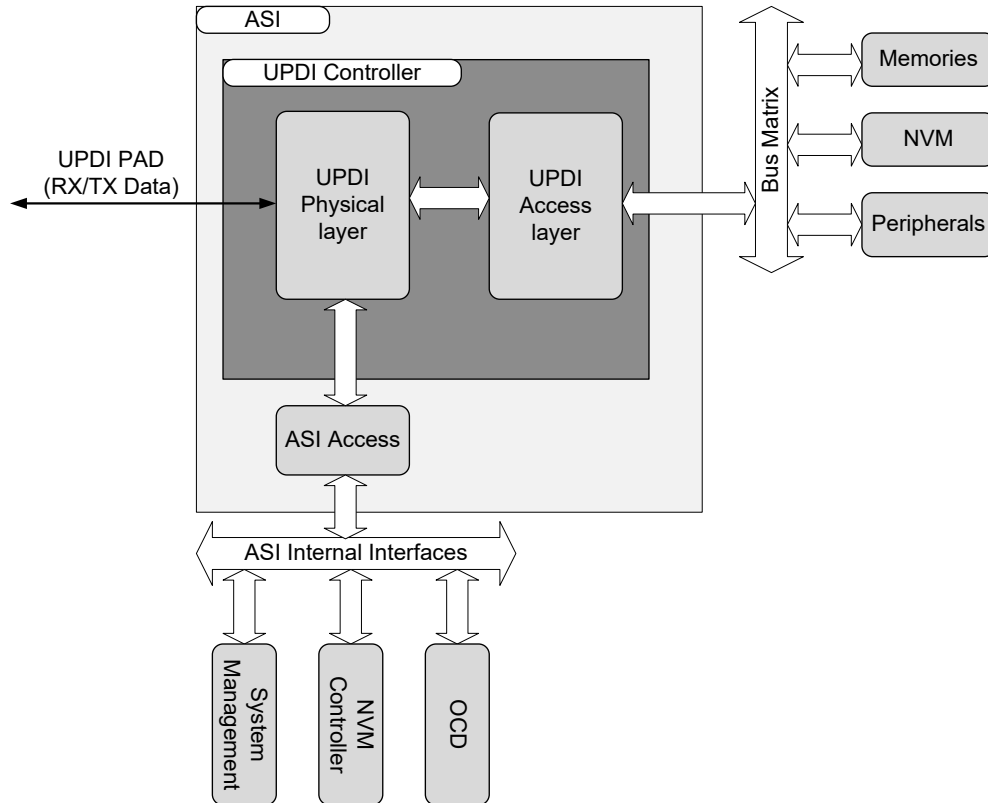 ASI
UPDI Controller
UPDI PAD
(RX/TX Data)
UPDI
Physical
layer
UPDI
Access
layer
Bus Matrix
Memories
NVM
Peripherals
ASI Access
ASI Internal Interfaces
System
Management
NVM
Controller
OCD